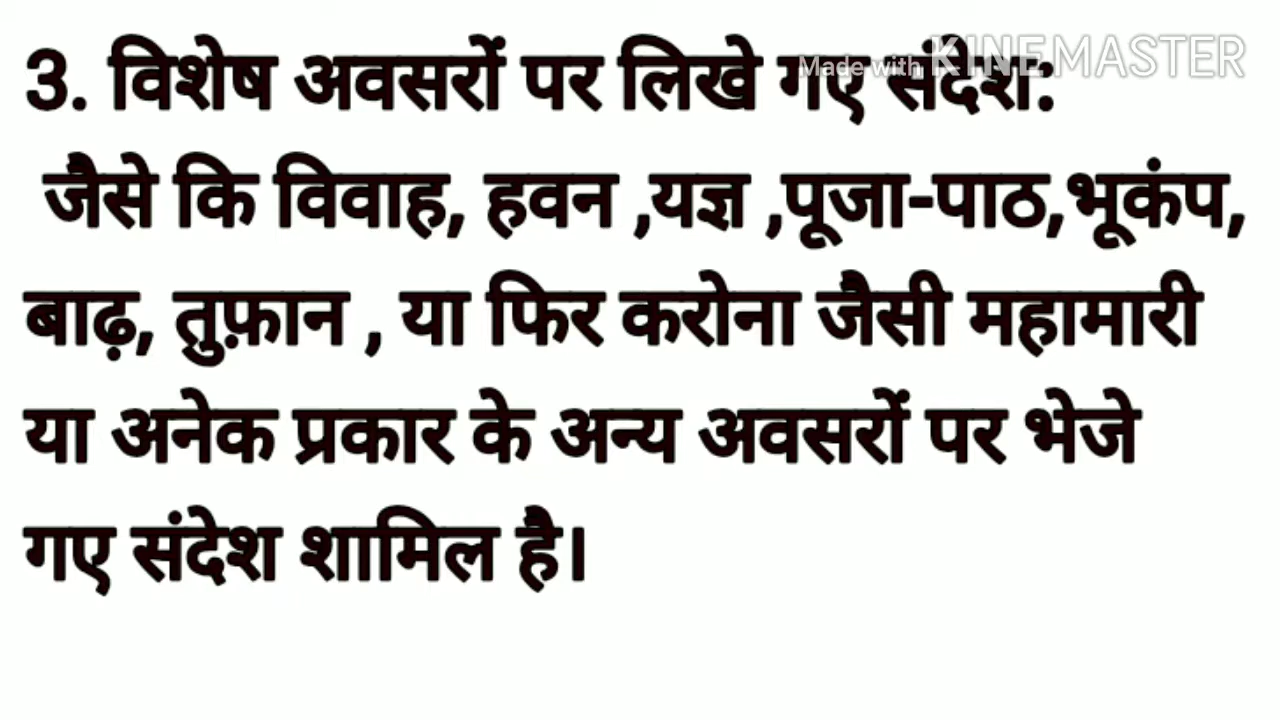 3. विशेष अवसरों पर लिखे गए संदेश:
Made with KINEMASTER
जैसे कि विवाह, हवन ,यज्ञ ,पूजा-पाठ,भूकंप,
बाढ़, तुफ़ान , या फिर करोना जैसी महामारी
या अनेक प्रकार के अन्य अवसरों पर भेजे
गए संदेश शामिल है।